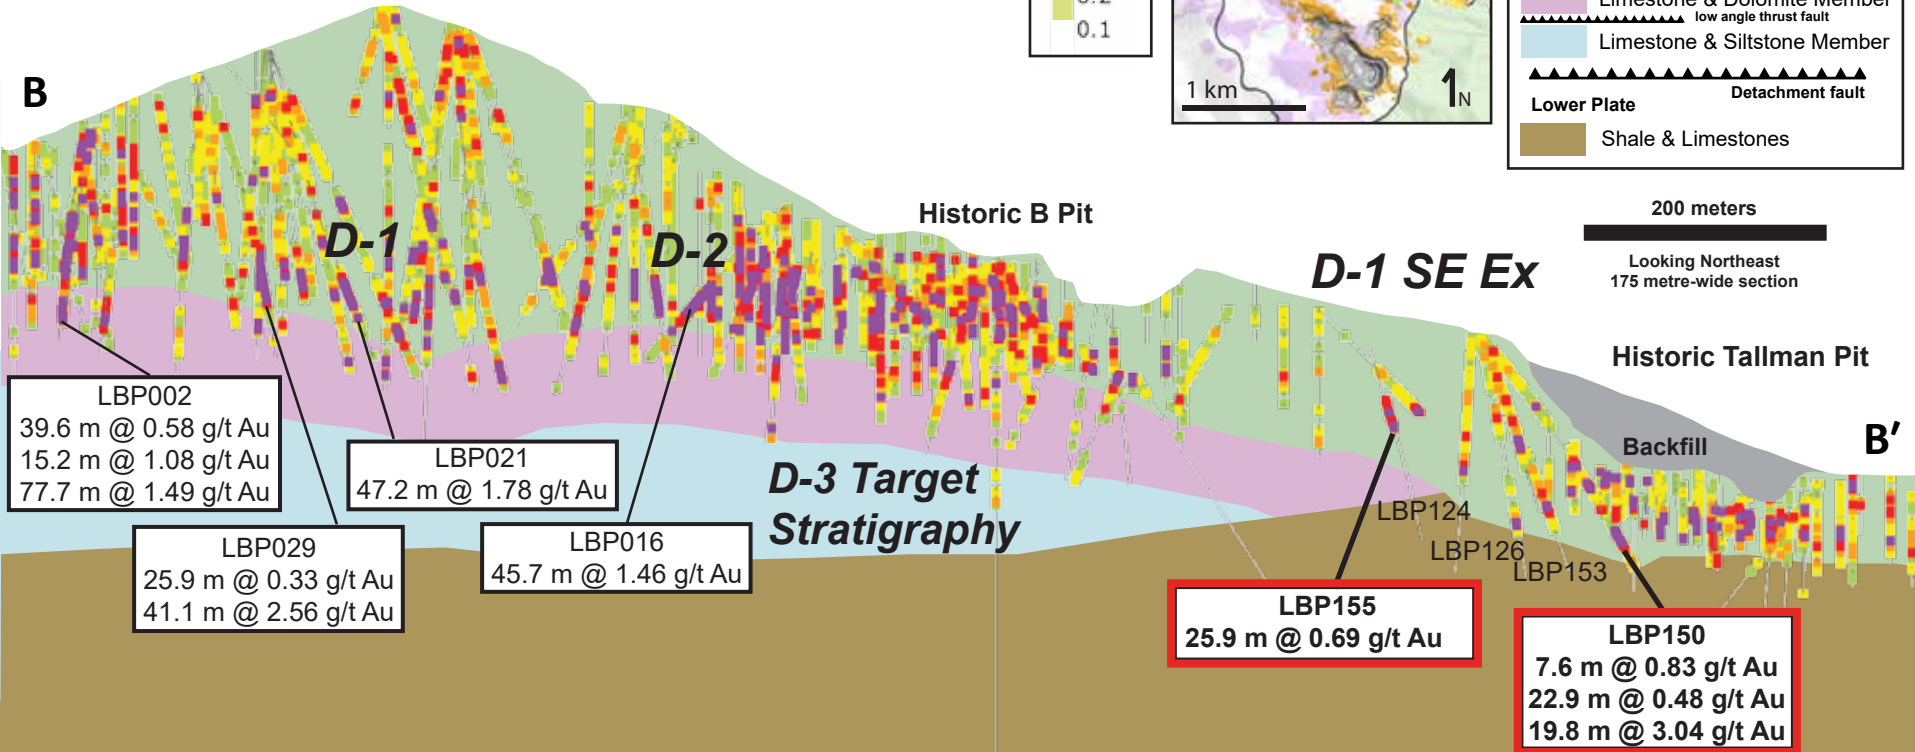 0.2
0.1
1 km
N
Limestone & Dolomite Member
low angle thrust fault
Limestone & Siltstone Member
Detachment fault
Lower Plate
Shale & Limestones
B
200 meters
Looking Northeast
175 metre-wide section
Historic B Pit
D-1
D-2
D-1 SE Ex
Historic Tallman Pit
Backfill
B′
LBP002
39.6 m @ 0.58 g/t Au
15.2 m @ 1.08 g/t Au
77.7 m @ 1.49 g/t Au
LBP021
47.2 m @ 1.78 g/t Au
D-3 Target
Stratigraphy
LBP029
25.9 m @ 0.33 g/t Au
41.1 m @ 2.56 g/t Au
LBP016
45.7 m @ 1.46 g/t Au
LBP124
LBP126
LBP153
LBP155
25.9 m @ 0.69 g/t Au
LBP150
7.6 m @ 0.83 g/t Au
22.9 m @ 0.48 g/t Au
19.8 m @ 3.04 g/t Au